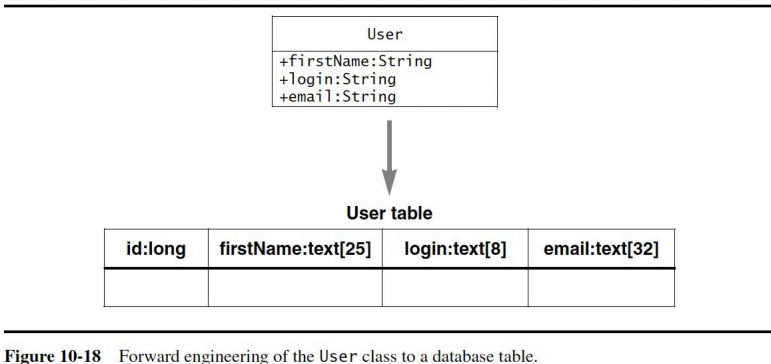 User
+firstName:String
+login:String
+email:String
User table
id:long firstName:text[25] login:text[8] email:text[32]
Figure 10-18 Forward engineering of the User class to a database table.